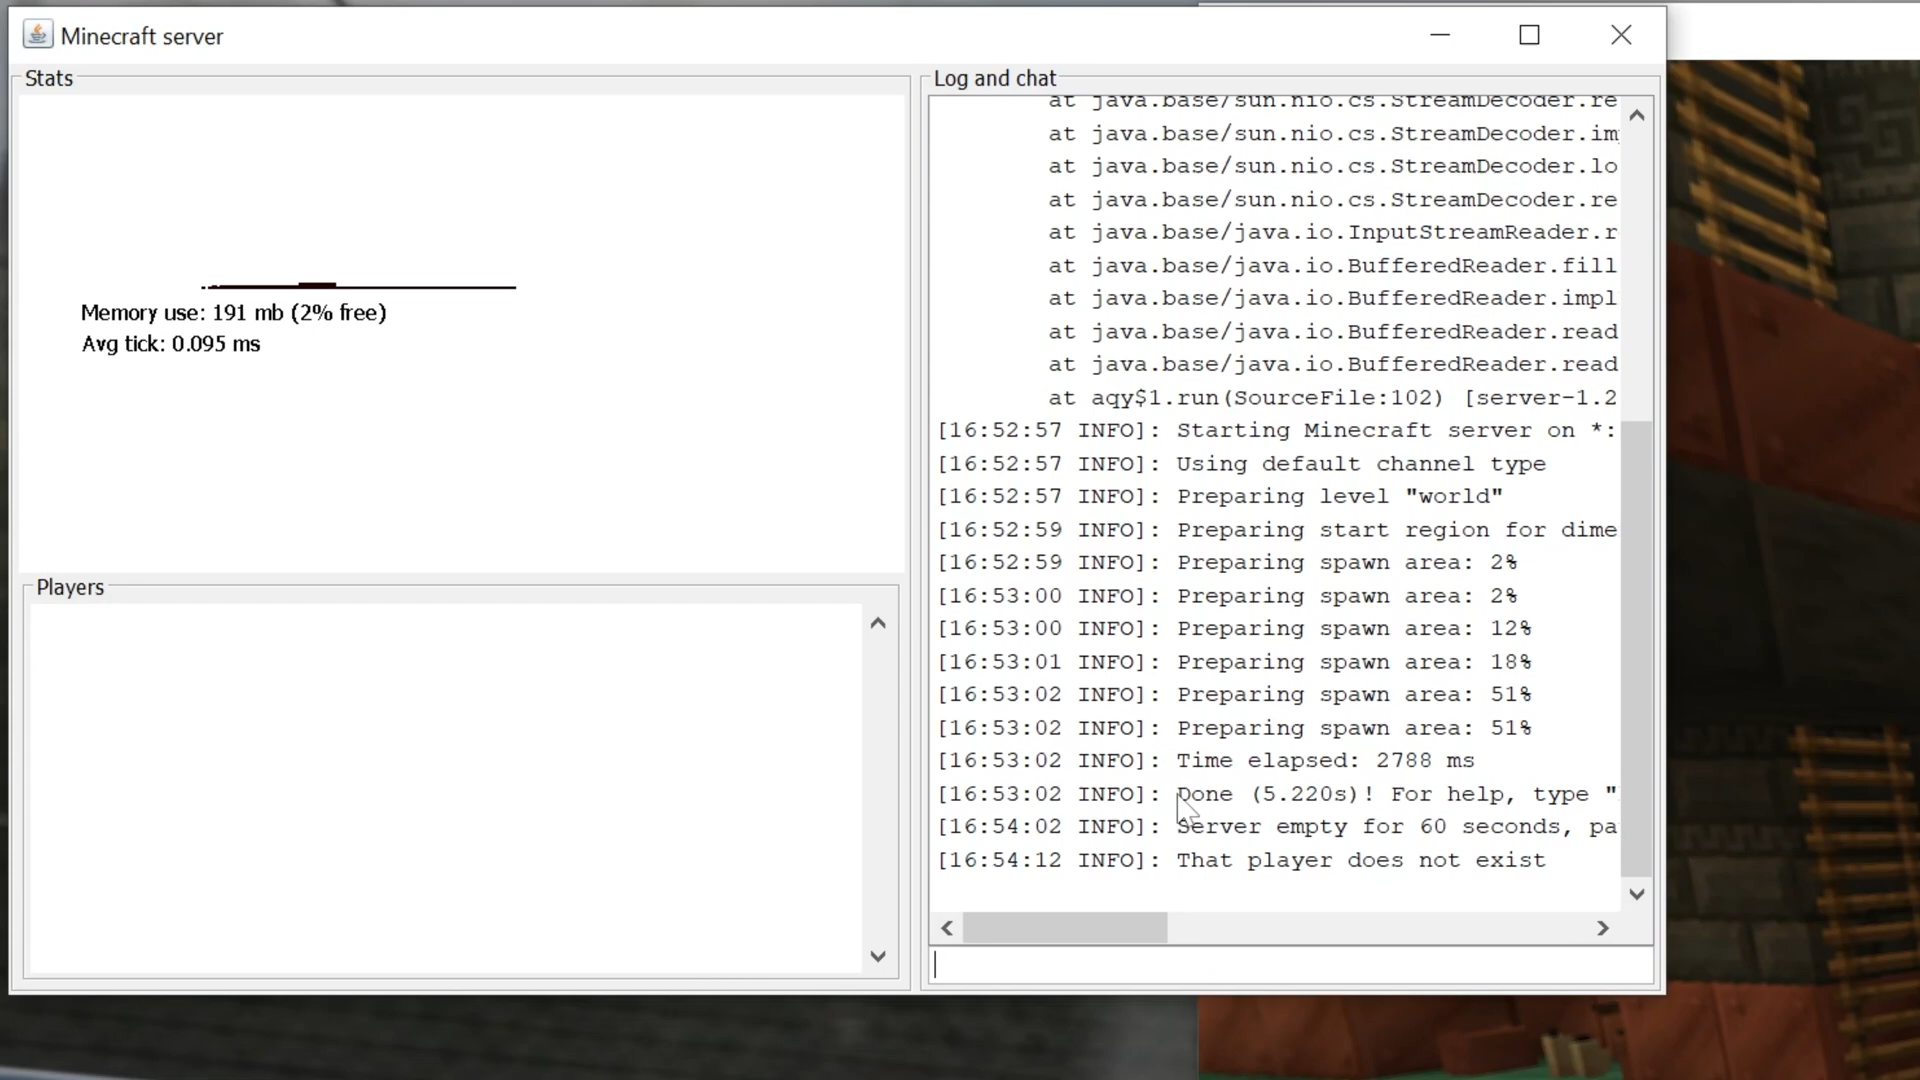 Minecraft server
Stats
Memory use: 191 mb (2% free)
Avg tick: 0.095 ms
Players
Log and chat
at java.base/sun.nio.cs.StreamDecoder.re
at java.base/sun.nio.cs.StreamDecoder.im
at java.base/sun.nio.cs.StreamDecoder.lo
at java.base/sun.nio.cs.StreamDecoder.re
at java.base/java.io.InputStreamReader.r
at java.base/java.io.BufferedReader.fill
at java.base/java.io.BufferedReader.impl
at java.base/java.io.BufferedReader.read
at java.base/java.io.BufferedReader.read
at aqy$1.run(SourceFile:102) [server-1.2
[16:52:57 INFO]: Starting Minecraft server on *:
[16:52:57 INFO]: Using default channel type
[16:52:57 INFO]: Preparing level "world"
[16:52:59 INFO]: Preparing start region for dime
[16:52:59 INFO]: Preparing spawn area: 2%
[16:53:00 INFO]: Preparing spawn area: 2%
[16:53:00 INFO]: Preparing spawn area: 12%
[16:53:01 INFO]: Preparing spawn area: 18%
[16:53:02 INFO]: Preparing spawn area: 51%
[16:53:02 INFO]: Preparing spawn area: 51%
[16:53:02 INFO]: Time elapsed: 2788 ms
[16:53:02 INFO]: Done (5.220s)! For help, type "
[16:54:02 INFO]: Server empty for 60 seconds, pa
[16:54:12 INFO]: That player does not exist